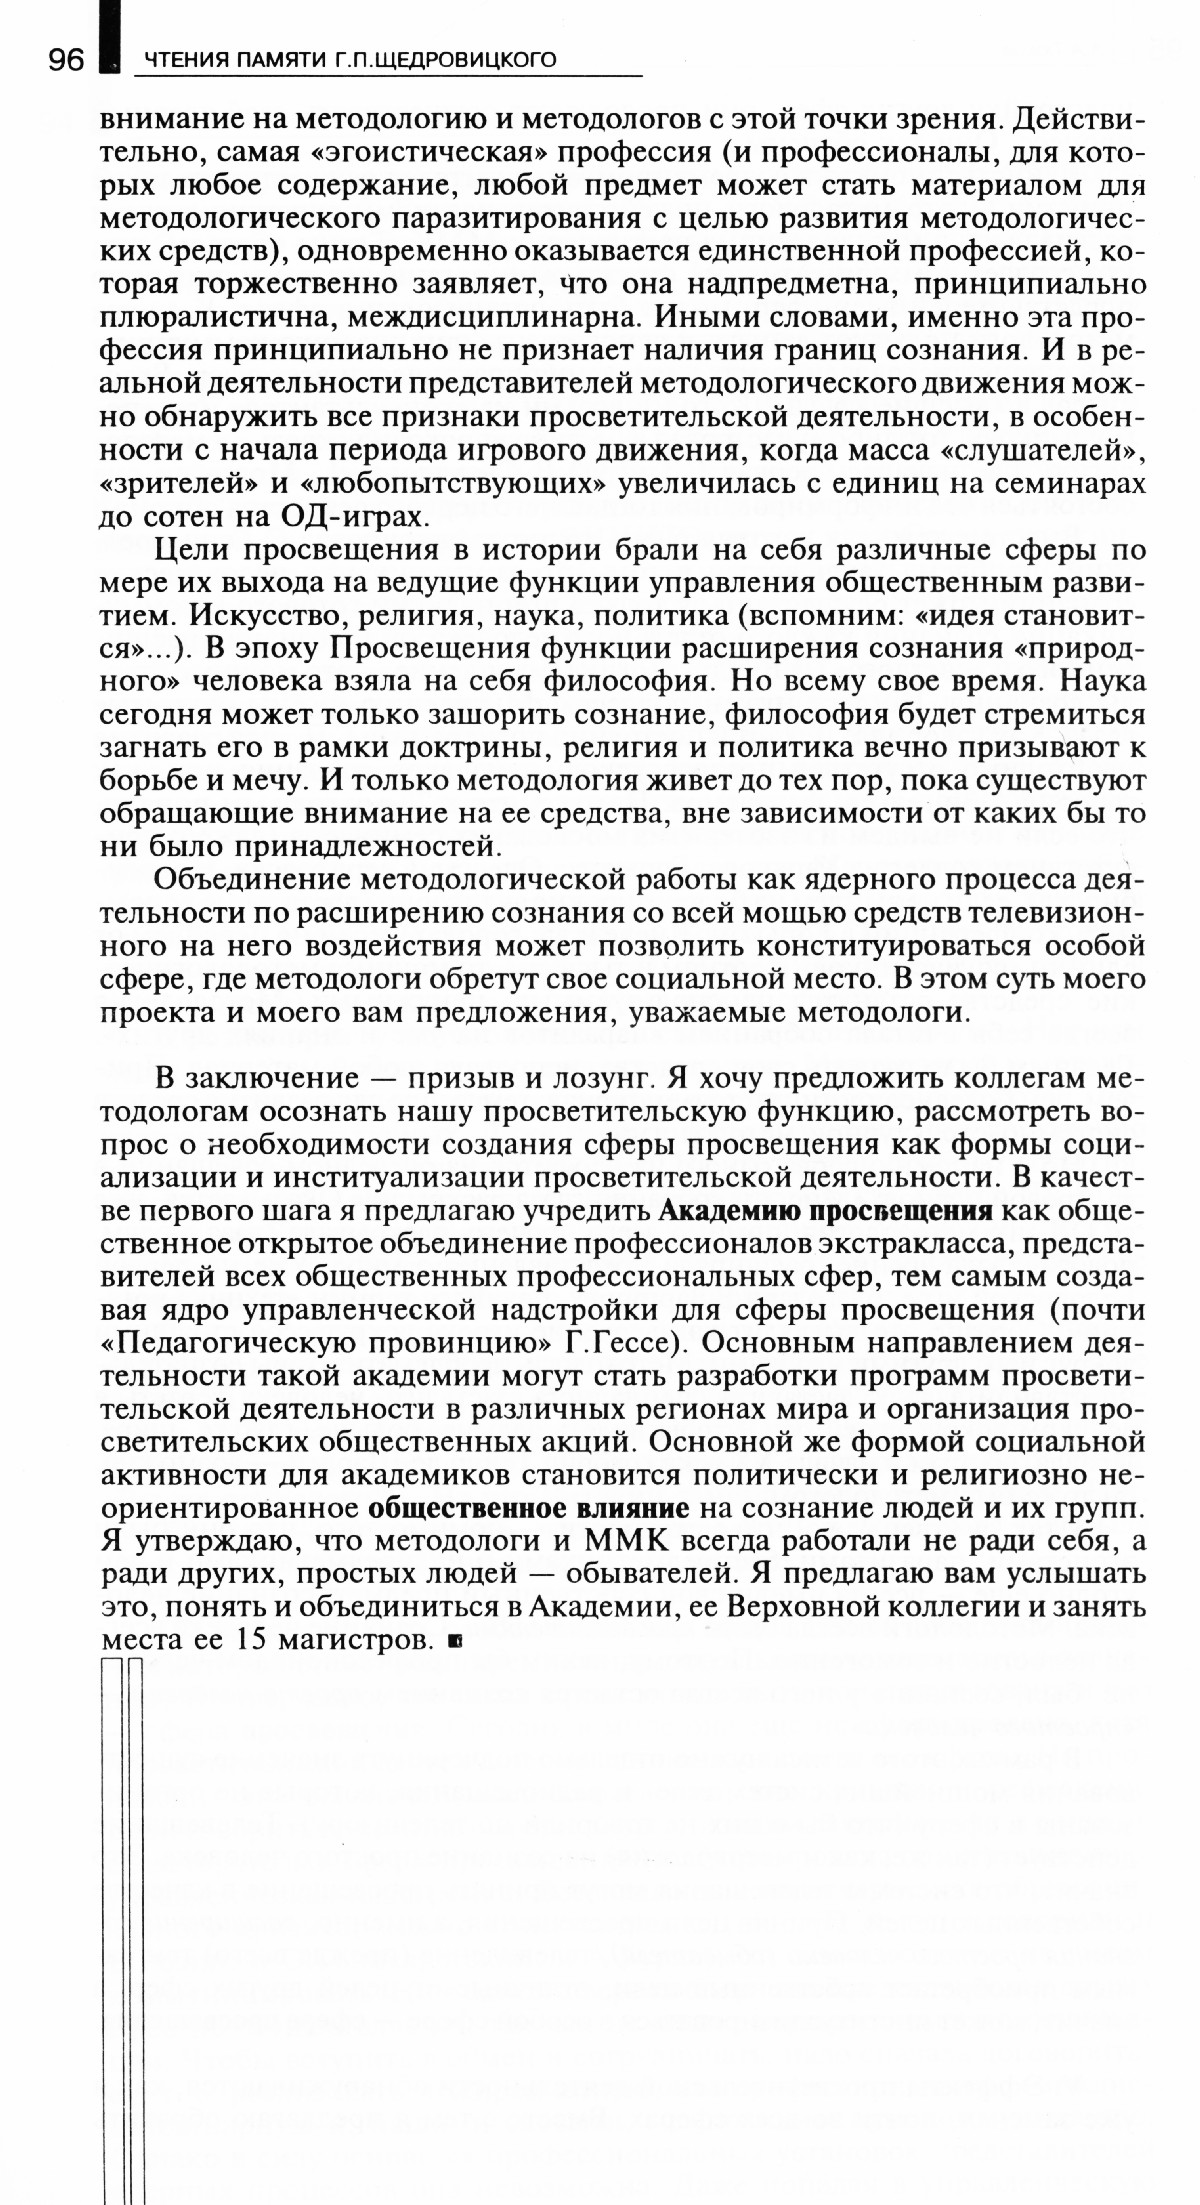 96
ЧТЕНИЯ ПАМЯТИ Г.П.ЩЕДРОВИЦКОГО
внимание на методологию и методологов с этой точки зрения. Действи-
тельно, самая «эгоистическая» профессия (и профессионалы, для кото-
рых любое содержание, любой предмет может стать материалом для
методологического паразитирования с целью развития методологичес-
ких средств), одновременно оказывается единственной профессией, ко-
торая торжественно заявляет, что она надпредметна, принципиально
плюралистична, междисциплинарна. Иными словами, именно эта про-
фессия принципиально не признает наличия границ сознания. И в ре-
альной деятельности представителей методологического движения мож-
но обнаружить все признаки просветительской деятельности, в особен-
ности с начала периода игрового движения, когда масса «слушателей»,
«зрителей» и «любопытствующих» увеличилась с единиц на семинарах
до сотен на ОД-играх.
Цели просвещения в истории брали на себя различные сферы по
мере их выхода на ведущие функции управления общественным разви-
тием. Искусство, религия, наука, политика (вспомним: «идея становит-
ся»...). В эпоху Просвещения функции расширения сознания «природ-
ного» человека взяла на себя философия. Но всему свое время. Наука
сегодня может только зашорить сознание, философия будет стремиться
загнать его в рамки доктрины, религия и политика вечно призывают к
борьбе и мечу. И только методология живет до тех пор, пока существуют
обращающие внимание на ее средства, вне зависимости от каких бы то
ни было принадлежностей.
Объединение методологической работы как ядерного процесса дея-
тельности по расширению сознания со всей мощью средств телевизион-
ного на него воздействия может позволить конституироваться особой
сфере, где методологи обретут свое социальной место. В этом суть моего
проекта и моего вам предложения, уважаемые методологи.
В заключение — призыв и лозунг. Я хочу предложить коллегам ме-
тодологам осознать нашу просветительскую функцию, рассмотреть во-
прос о необходимости создания сферы просвещения как формы соци-
ализации и институализации просветительской деятельности. В качест-
ве первого шага я предлагаю учредить Академию просвещения как обще-
ственное открытое объединение профессионалов экстракласса, предста-
вителей всех общественных профессиональных сфер, тем самым созда-
вая ядро управленческой надстройки для сферы просвещения (почти
«Педагогическую провинцию» Г.Гессе). Основным направлением дея-
тельности такой академии могут стать разработки программ просвети-
тельской деятельности в различных регионах мира и организация про-
светительских общественных акций. Основной же формой социальной
активности для академиков становится политически и религиозно не-
ориентированное общественное влияние на сознание людей и их групп.
Я утверждаю, что методологи и ММК всегда работали не ради себя, а
ради других, простых людей — обывателей. Я предлагаю вам услышать
это, понять и объединиться в Академии, ее Верховной коллегии и занять
места ее 15 магистров.